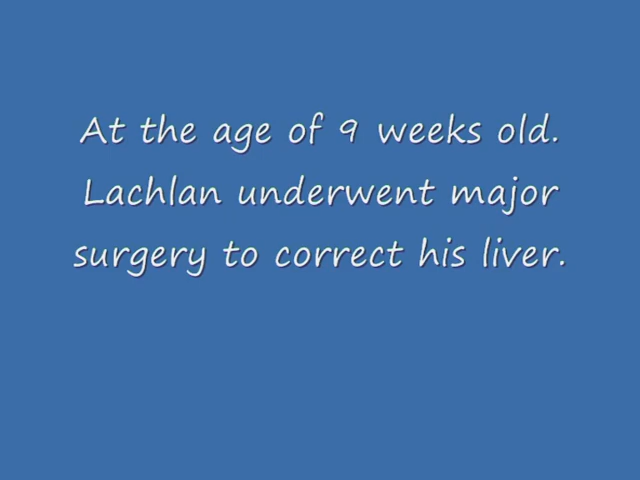 At the age of 9 weeks old.
Lachlan underwent major
surgery to correct his liver.